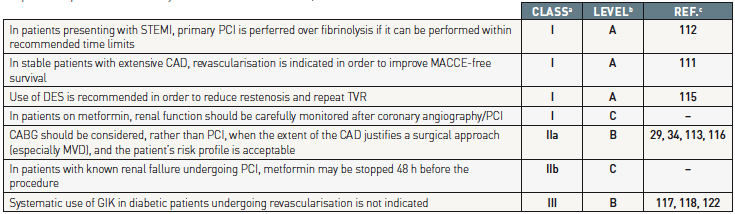 CLASSa LEVELb REF.c
In patients presenting with STEMI, primary PCI is perferred over fibrinolysis if it can be performed within
recommended time limits
I A 112
In stable patients with extensive CAD, revascularisation is indicated in order to improve MACCE-free
survival
I A 111
Use of DES is recommended in order to reduce restenosis and repeat TVR I A 115
In patients on metformin, renal function should be carefully monitored after coronary angiography/PCI I C –
CABG should be considered, rather than PCI, when the extent of the CAD justifies a surgical approach
(especially MVD), and the patient's risk profile is acceptable
IIa B 29, 34, 113, 116
In patients with known renal failure undergoing PCI, metformin may be stopped 48 h before the
procedure
IIb C –
Systematic use of GIK in diabetic patients undergoing revascularisation is not indicated III B 117, 118, 122